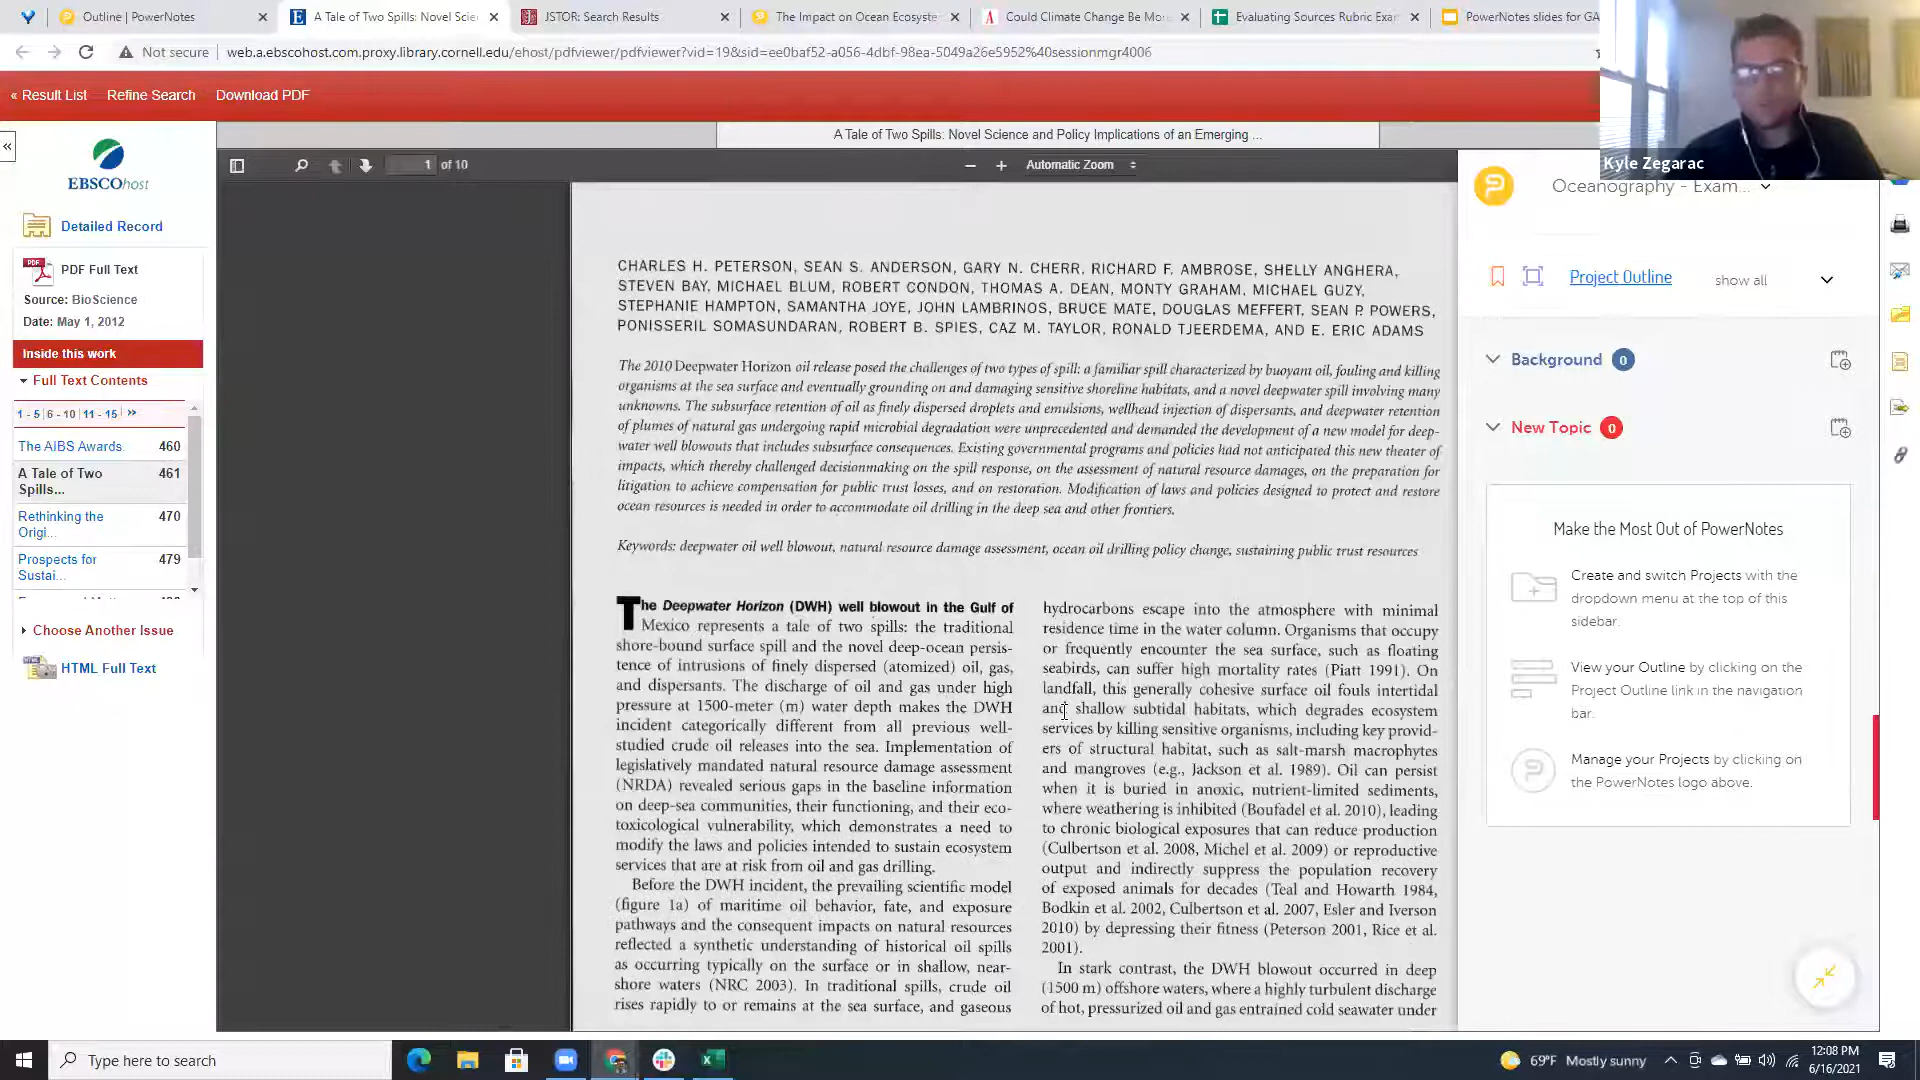 Outline | PowerNotes
A Tale of Two Spills: Novel Scie
JSTOR: Search Results
The Impact on Ocean Ecosyste
Could Climate Change Be Mo
Evaluating Sources Rubric Exa
PowerNotes slides for GA
Not secure
web.a.ebscohost.com.proxy.library.cornell.edu/ehost/pdfviewer/pdfviewer?vid=19&sid=ee0baf52-a056-4dbf-98ea-5049a26e5952%40sessionmgr4006
« Result List
Refine Search
Download PDF
Kyle Zegarac
A Tale of Two Spills: Novel Science and Policy Implications of an Emerging ...
1 of 10
Automatic Zoom
EBSCOhost
Detailed Record
PDF
PDF Full Text
Source: BioScience
Date: May 1, 2012
Inside this work
Full Text Contents
1 - 5 | 6 - 10 | 11 - 15 | »
The AIBS Awards. 460
A Tale of Two 461
Spills...
Rethinking the 470
Origi...
Prospects for 479
Sustai...
Choose Another Issue
HTML Full Text
CHARLES H. PETERSON, SEAN S. ANDERSON, GARY N. CHERR, RICHARD F. AMBROSE, SHELLY ANGHERA,
STEVEN BAY, MICHAEL BLUM, ROBERT CONDON, THOMAS A. DEAN, MONTY GRAHAM, MICHAEL GUZY,
STEPHANIE HAMPTON, SAMANTHA JOYE, JOHN LAMBRINOS, BRUCE MATE, DOUGLAS MEFFERT, SEAN P. POWERS,
PONISSERIL SOMASUNDARAN, ROBERT B. SPIES, CAZ M. TAYLOR, RONALD TJEERDEMA, AND E. ERIC ADAMS
The 2010 Deepwater Horizon oil release posed the challenges of two types of spill: a familiar spill characterized by buoyant oil, fouling and killing
organisms at the sea surface and eventually grounding on and damaging sensitive shoreline habitats, and a novel deepwater spill involving many
unknowns. The subsurface retention of oil as finely dispersed droplets and emulsions, wellhead injection of dispersants, and deepwater retention
of plumes of natural gas undergoing rapid microbial degradation were unprecedented and demanded the development of a new model for deep-
water well blowouts that includes subsurface consequences. Existing governmental programs and policies had not anticipated this new theater of
impacts, which thereby challenged decisionmaking on the spill response, on the assessment of natural resource damages, on the preparation for
litigation to achieve compensation for public trust losses, and on restoration. Modification of laws and policies designed to protect and restore
ocean resources is needed in order to accommodate oil drilling in the deep sea and other frontiers.
Keywords: deepwater oil well blowout, natural resource damage assessment, ocean oil drilling policy change, sustaining public trust resources
The Deepwater Horizon (DWH) well blowout in the Gulf of
Mexico represents a tale of two spills: the traditional
shore-bound surface spill and the novel deep-ocean persis-
tence of intrusions of finely dispersed (atomized) oil, gas,
and dispersants. The discharge of oil and gas under high
pressure at 1500-meter (m) water depth makes the DWH
incident categorically different from all previous well-
studied crude oil releases into the sea. Implementation of
legislatively mandated natural resource damage assessment
(NRDA) revealed serious gaps in the baseline information
on deep-sea communities, their functioning, and their eco-
toxicological vulnerability, which demonstrates a need to
modify the laws and policies intended to sustain ecosystem
services that are at risk from oil and gas drilling.
Before the DWH incident, the prevailing scientific model
(figure 1a) of maritime oil behavior, fate, and exposure
pathways and the consequent impacts on natural resources
reflected a synthetic understanding of historical oil spills
as occurring typically on the surface or in shallow, near-
shore waters (NRC 2003). In traditional spills, crude oil
rises rapidly to or remains at the sea surface, and gaseous
hydrocarbons escape into the atmosphere with minimal
residence time in the water column. Organisms that occupy
or frequently encounter the sea surface, such as floating
seabirds, can suffer high mortality rates (Piatt 1991). On
landfall, this generally cohesive surface oil fouls intertidal
and shallow subtidal habitats, which degrades ecosystem
services by killing sensitive organisms, including key provid-
ers of structural habitat, such as salt-marsh macrophytes
and mangroves (e.g., Jackson et al. 1989). Oil can persist
when it is buried in anoxic, nutrient-limited sediments,
where weathering is inhibited (Boufadel et al. 2010), leading
to chronic biological exposures that can reduce production
(Culbertson et al. 2008, Michel et al. 2009) or reproductive
output and indirectly suppress the population recovery
of exposed animals for decades (Teal and Howarth 1984,
Bodkin et al. 2002, Culbertson et al. 2007, Esler and Iverson
2010) by depressing their fitness (Peterson 2001, Rice et al.
2001).
In stark contrast, the DWH blowout occurred in deep
(1500 m) offshore waters, where a highly turbulent discharge
of hot, pressurized oil and gas entrained cold seawater under
Oceanography - Exam...
Project Outline
show all
Background 0
New Topic 0
Make the Most Out of PowerNotes
Create and switch Projects with the
dropdown menu at the top of this
sidebar.
View your Outline by clicking on the
Project Outline link in the navigation
bar.
Manage your Projects by clicking on
the PowerNotes logo above.
Type here to search
69°F Mostly sunny
12:08 PM
6/16/2021